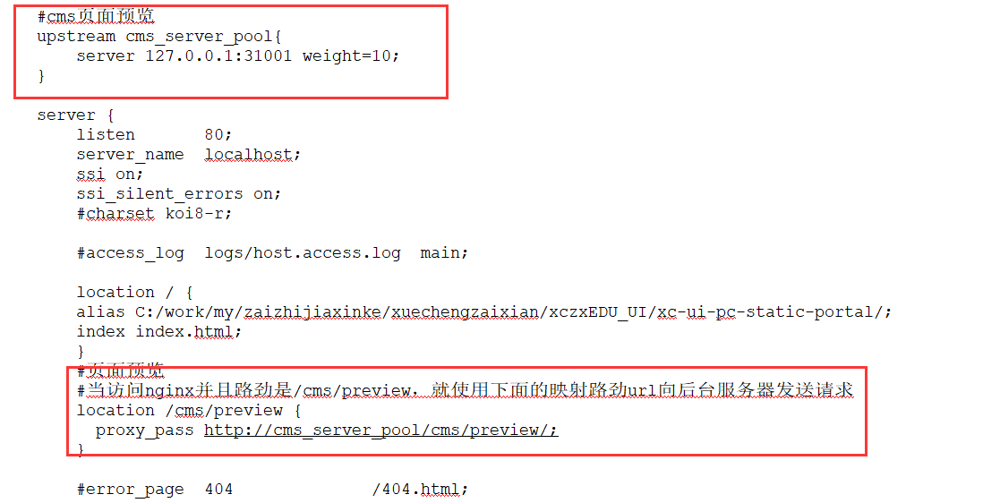 #cms页面预览
upstream cms_server_pool{
server 127.0.0.1:31001 weight=10;
}
server {
listen 80;
server_name localhost;
ssi on;
ssi_silent_errors on;
#charset koi8-r;
#access_log logs/host.access.log main;
location / {
alias C:/work/my/zaizhijiaxinke/xuechengzaixian/xczxEDU_UI/xc-ui-pc-static-portal/;
index index.html;
}
#页面预览
#当访问nginx并且路劲是/cms/preview，就使用下面的映射路劲url向后台服务器发送请求
location /cms/preview {
proxy_pass http://cms_server_pool/cms/preview/;
}
#error_page 404 /404.html;